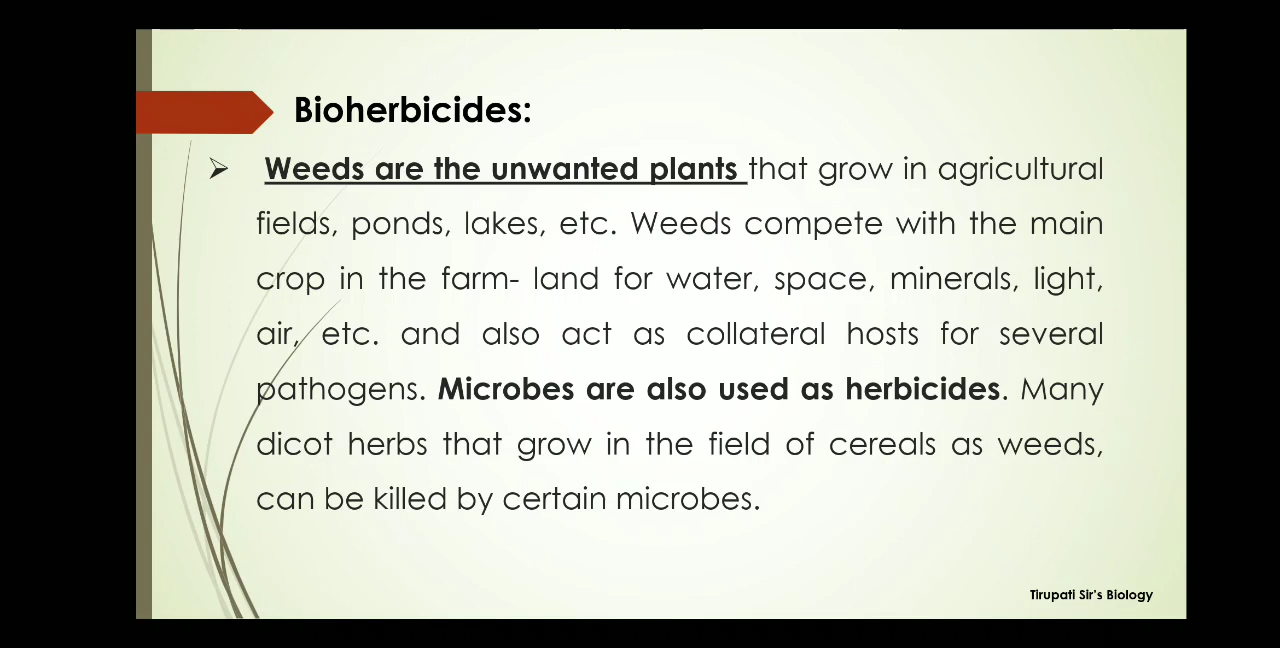 Bioherbicides:
➢ Weeds are the unwanted plants that grow in agricultural
fields, ponds, lakes, etc. Weeds compete with the main
crop in the farm- land for water, space, minerals, light,
air, etc. and also act as collateral hosts for several
pathogens. Microbes are also used as herbicides. Many
dicot herbs that grow in the field of cereals as weeds,
can be killed by certain microbes.
Tirupati Sir's Biology